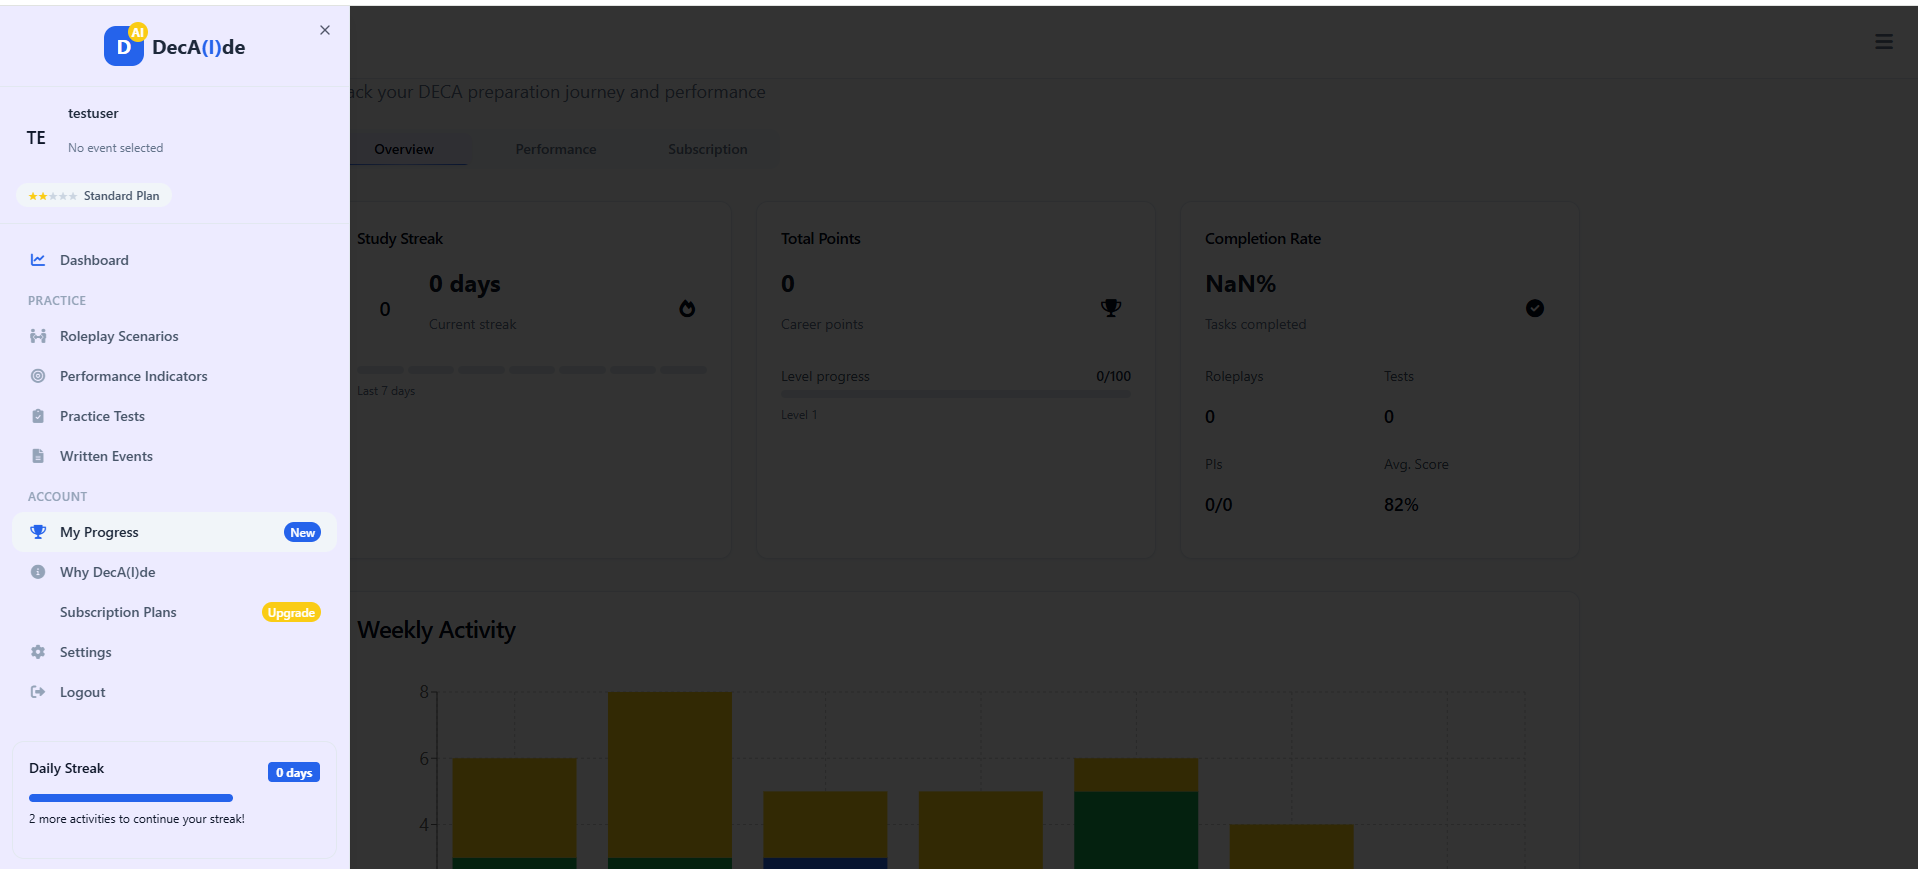 D
AI
DecA(I)de
testuser
TE
No event selected
Standard Plan
Dashboard
PRACTICE
Roleplay Scenarios
Performance Indicators
Practice Tests
Written Events
ACCOUNT
My Progress
New
Why DecA(I)de
Subscription Plans
Upgrade
Settings
Logout
Daily Streak
0 days
2 more activities to continue your streak!
ack your DECA preparation journey and performance
Overview
Performance
Subscription
Study Streak
0
0 days
Current streak
Last 7 days
Total Points
0
Career points
Level progress
0/100
Level 1
Completion Rate
NaN%
Tasks completed
Roleplays
Tests
0
0
PIs
Avg. Score
0/0
82%
Weekly Activity
8
6
4